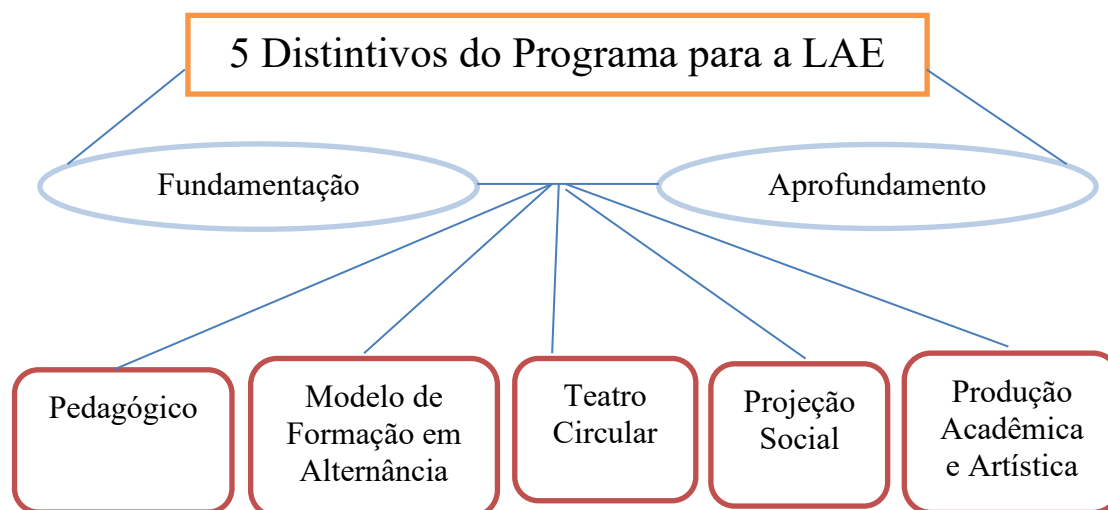 5 Distintivos do Programa para a LAE
Fundamentação
Aprofundamento
Pedagógico
Modelo de
Formação em
Alternância
Teatro
Circular
Projeção
Social
Produção
Acadêmica
e Artística